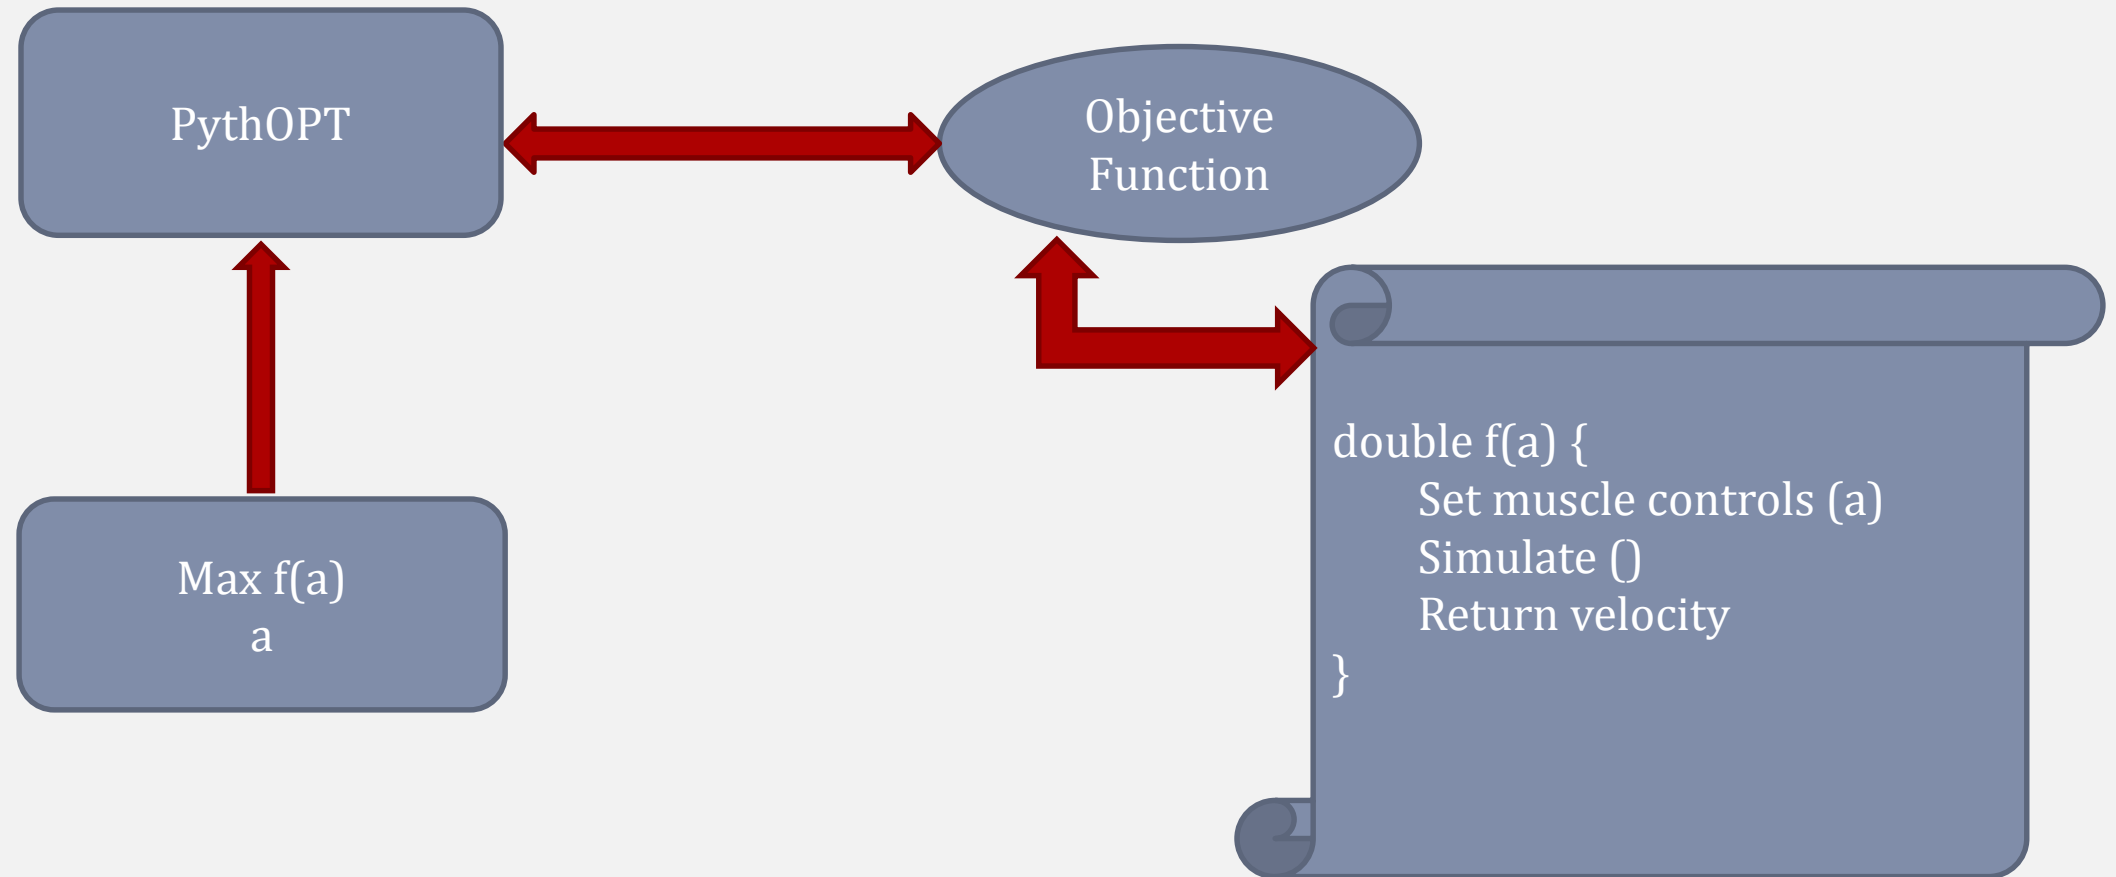 PythOPT
Objective
Function
Max f(a)
a
double f(a) {
Set muscle controls (a)
Simulate ()
Return velocity
}